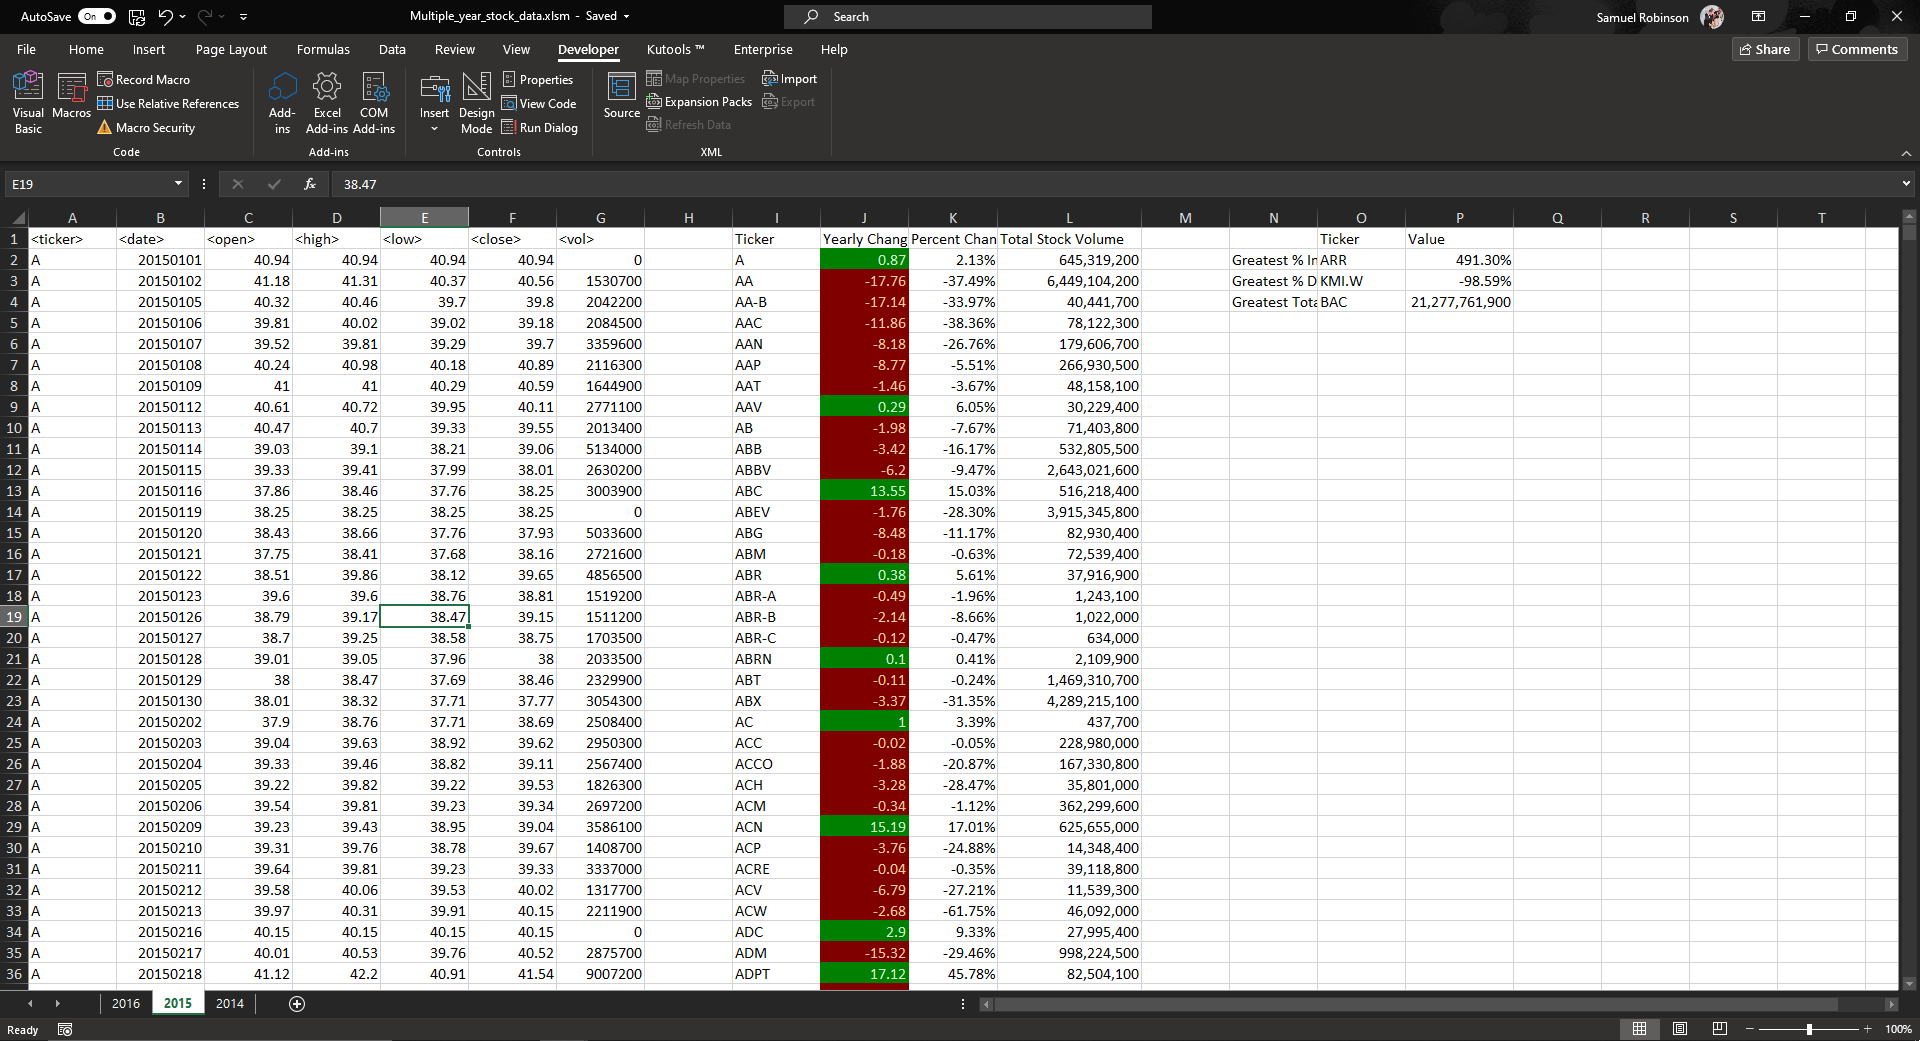 AutoSave On Multiple_year_stock_data.xlsm - Saved Search Samuel Robinson
File Home Insert Page Layout Formulas Data Review View Developer Kutools ™ Enterprise Help Share Comments
Visual Basic Macros Record Macro Use Relative References Macro Security Code
Add-ins Excel Add-ins COM Add-ins Add-ins
Insert Design Mode Properties View Code Run Dialog Controls
Source Map Properties Expansion Packs Refresh Data Import Export XML
E19 fx 38.47
A B C D E F G H I J K L M N O P Q R S T
1 <ticker> <date> <open> <high> <low> <close> <vol> Ticker Yearly Chang Percent Chan Total Stock Volume Ticker Value
2 A 20150101 40.94 40.94 40.94 40.94 0 A 0.87 2.13% 645,319,200 Greatest % In ARR 491.30%
3 A 20150102 41.18 41.31 40.37 40.56 1530700 AA -17.76 -37.49% 6,449,104,200 Greatest % D KMI.W -98.59%
4 A 20150105 40.32 40.46 39.7 39.8 2042200 AA-B -17.14 -33.97% 40,441,700 Greatest Tota BAC 21,277,761,900
5 A 20150106 39.81 40.02 39.02 39.18 2084500 AAC -11.86 -38.36% 78,122,300
6 A 20150107 39.52 39.81 39.29 39.7 3359600 AAN -8.18 -26.76% 179,606,700
7 A 20150108 40.24 40.98 40.18 40.89 2116300 AAP -8.77 -5.51% 266,930,500
8 A 20150109 41 41 40.29 40.59 1644900 AAT -1.46 -3.67% 48,158,100
9 A 20150112 40.61 40.72 39.95 40.11 2771100 AAV 0.29 6.05% 30,229,400
10 A 20150113 40.47 40.7 39.33 39.55 2013400 AB -1.98 -7.67% 71,403,800
11 A 20150114 39.03 39.1 38.21 39.06 5134000 ABB -3.42 -16.17% 532,805,500
12 A 20150115 39.33 39.41 37.99 38.01 2630200 ABBV -6.2 -9.47% 2,643,021,600
13 A 20150116 37.86 38.46 37.76 38.25 3003900 ABC 13.55 15.03% 516,218,400
14 A 20150119 38.25 38.25 38.25 38.25 0 ABEV -1.76 -28.30% 3,915,345,800
15 A 20150120 38.43 38.66 37.76 37.93 5033600 ABG -8.48 -11.17% 82,930,400
16 A 20150121 37.75 38.41 37.68 38.16 2721600 ABM -0.18 -0.63% 72,539,400
17 A 20150122 38.51 39.86 38.12 39.65 4856500 ABR 0.38 5.61% 37,916,900
18 A 20150123 39.6 39.6 38.76 38.81 1519200 ABR-A -0.49 -1.96% 1,243,100
19 A 20150126 38.79 39.17 38.47 39.15 1511200 ABR-B -2.14 -8.66% 1,022,000
20 A 20150127 38.7 39.25 38.58 38.75 1703500 ABR-C -0.12 -0.47% 634,000
21 A 20150128 39.01 39.05 37.96 38 2033500 ABRN 0.1 0.41% 2,109,900
22 A 20150129 38 38.47 37.69 38.46 2329900 ABT -0.11 -0.24% 1,469,310,700
23 A 20150130 38.01 38.32 37.71 37.77 3054300 ABX -3.37 -31.35% 4,289,215,100
24 A 20150202 37.9 38.76 37.71 38.69 2508400 AC 1 3.39% 437,700
25 A 20150203 39.04 39.63 38.92 39.62 2950300 ACC -0.02 -0.05% 228,980,000
26 A 20150204 39.33 39.46 38.82 39.11 2567400 ACCO -1.88 -20.87% 167,330,800
27 A 20150205 39.22 39.82 39.22 39.53 1826300 ACH -3.28 -28.47% 35,801,000
28 A 20150206 39.54 39.81 39.23 39.34 2697200 ACM -0.34 -1.12% 362,299,600
29 A 20150209 39.23 39.43 38.95 39.04 3586100 ACN 15.19 17.01% 625,655,000
30 A 20150210 39.31 39.76 38.78 39.67 1408700 ACP -3.76 -24.88% 14,348,400
31 A 20150211 39.64 39.81 39.23 39.33 3337000 ACRE -0.04 -0.35% 39,118,800
32 A 20150212 39.58 40.06 39.53 40.02 1317700 ACV -6.79 -27.21% 11,539,300
33 A 20150213 39.97 40.31 39.91 40.15 2211900 ACW -2.68 -61.75% 46,092,000
34 A 20150216 40.15 40.15 40.15 40.15 0 ADC 2.9 9.33% 27,995,400
35 A 20150217 40.01 40.53 39.76 40.52 2875700 ADM -15.32 -29.46% 998,224,500
36 A 20150218 41.12 42.2 40.91 41.54 9007200 ADPT 17.12 45.78% 82,504,100
2016 2015 2014
Ready 100%